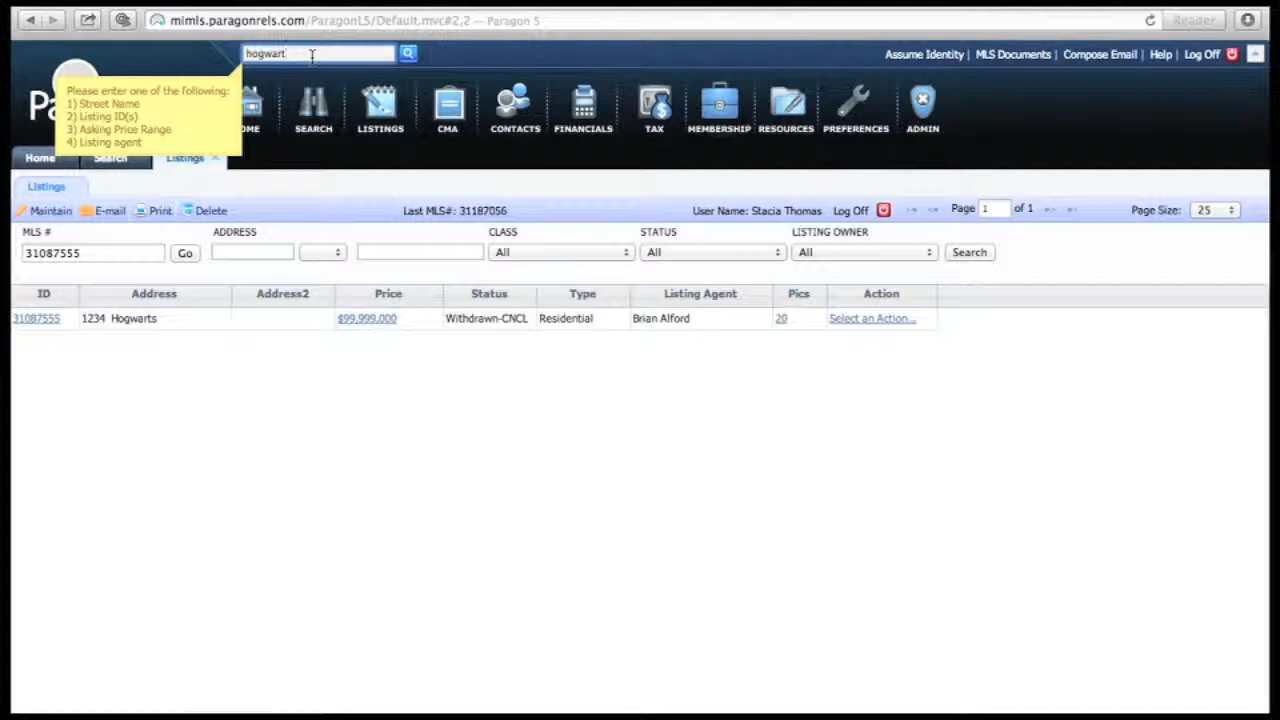 mimls.paragonrels.com/ParagonLS/Default.mvc#2,2 — Paragon 5
Reader
hogwart
Assume Identity | MLS Documents | Compose Email | Help | Log Off
Please enter one of the following:
1) Street Name
2) Listing ID(s)
3) Asking Price Range
4) Listing agent
Pa
OME
SEARCH
LISTINGS
CMA
CONTACTS
FINANCIALS
TAX
MEMBERSHIP
RESOURCES
PREFERENCES
ADMIN
Home
Search
Listings
Listings
Maintain E-mail Print Delete
Last MLS#: 31187056
User Name: Stacia Thomas Log Off
Page 1 of 1
Page Size: 25
MLS # ADDRESS CLASS STATUS LISTING OWNER
31087555 Go All All All Search
ID Address Address2 Price Status Type Listing Agent Pics Action
31087555 1234 Hogwarts $99,999,000 Withdrawn-CNCL Residential Brian Alford 20 Select an Action...